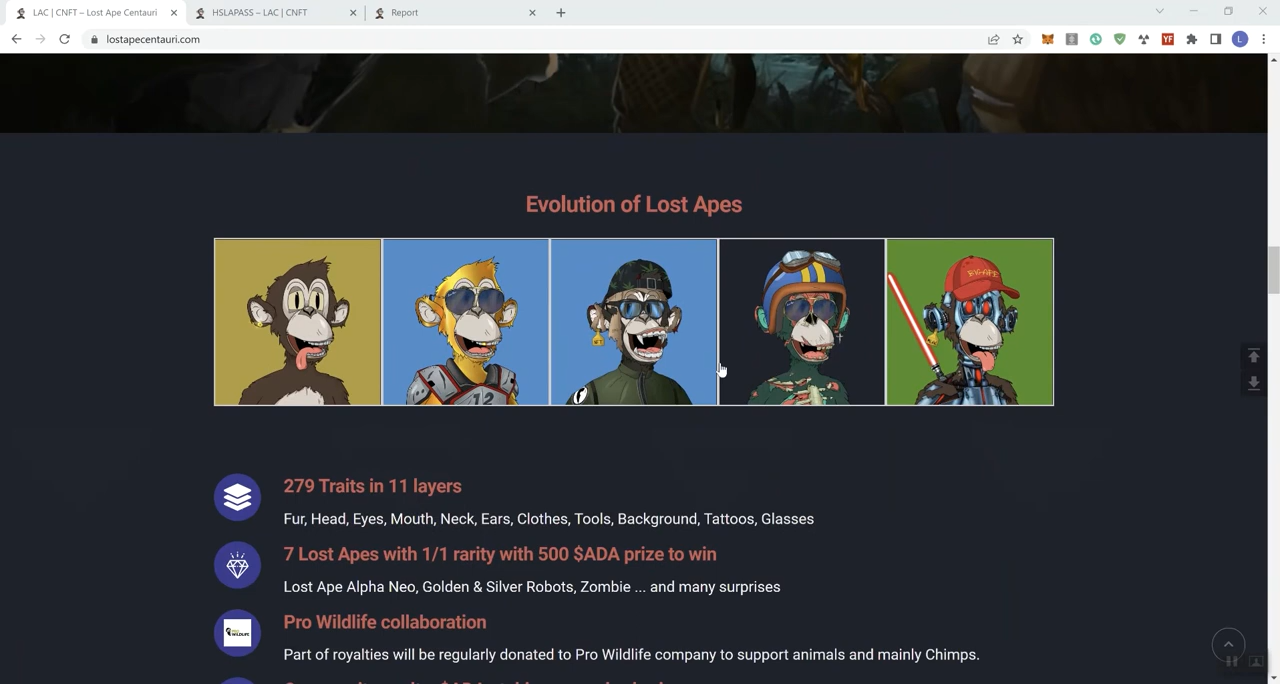 LAC | CNFT – Lost Ape Centauri
HSLAPASS – LAC | CNFT
Report
lostapecentauri.com
YF
L
Evolution of Lost Apes
12
279 Traits in 11 layers
Fur, Head, Eyes, Mouth, Neck, Ears, Clothes, Tools, Background, Tattoos, Glasses
7 Lost Apes with 1/1 rarity with 500 $ADA prize to win
Lost Ape Alpha Neo, Golden & Silver Robots, Zombie ... and many surprises
Pro Wildlife collaboration
WILDLIFE
Part of royalties will be regularly donated to Pro Wildlife company to support animals and mainly Chimps.